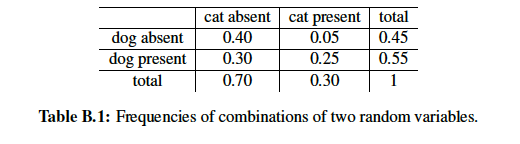 cat absent cat present total
dog absent 0.40 0.05 0.45
dog present 0.30 0.25 0.55
total 0.70 0.30 1
Table B.1: Frequencies of combinations of two random variables.